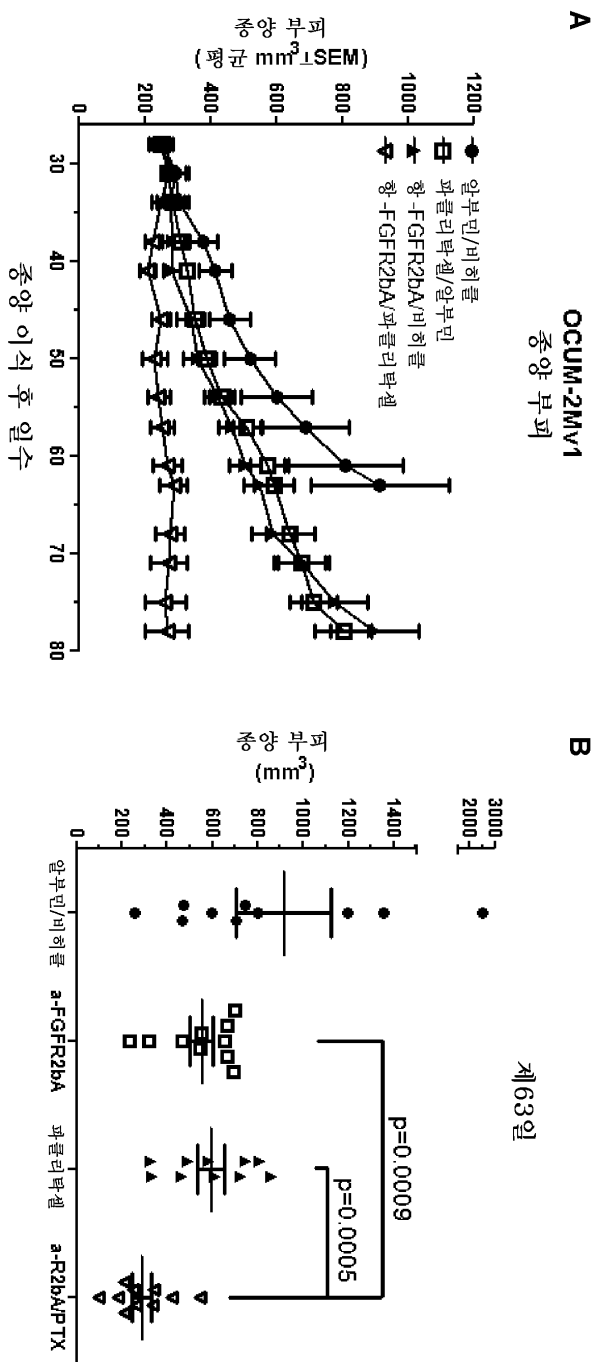 A
OCUM-2Mv1
종양 부피
종양 부피
(평균 mm³⊥SEM)
1200
1000
800
600
400
200
0
알부민/비히클
파클리탁셀/알부민
항-FGFR2bA/비히클
항-FGFR2bA/파클리탁셀
30
40
50
60
70
80
종양 이식 후 일수
B
제63일
종양 부피
(mm³)
3000
2000
1400
1200
1000
800
600
400
200
0
p=0.0009
p=0.0005
알부민/비히클
a-FGFR2bA
파클리탁셀
a-R2bA/PTX